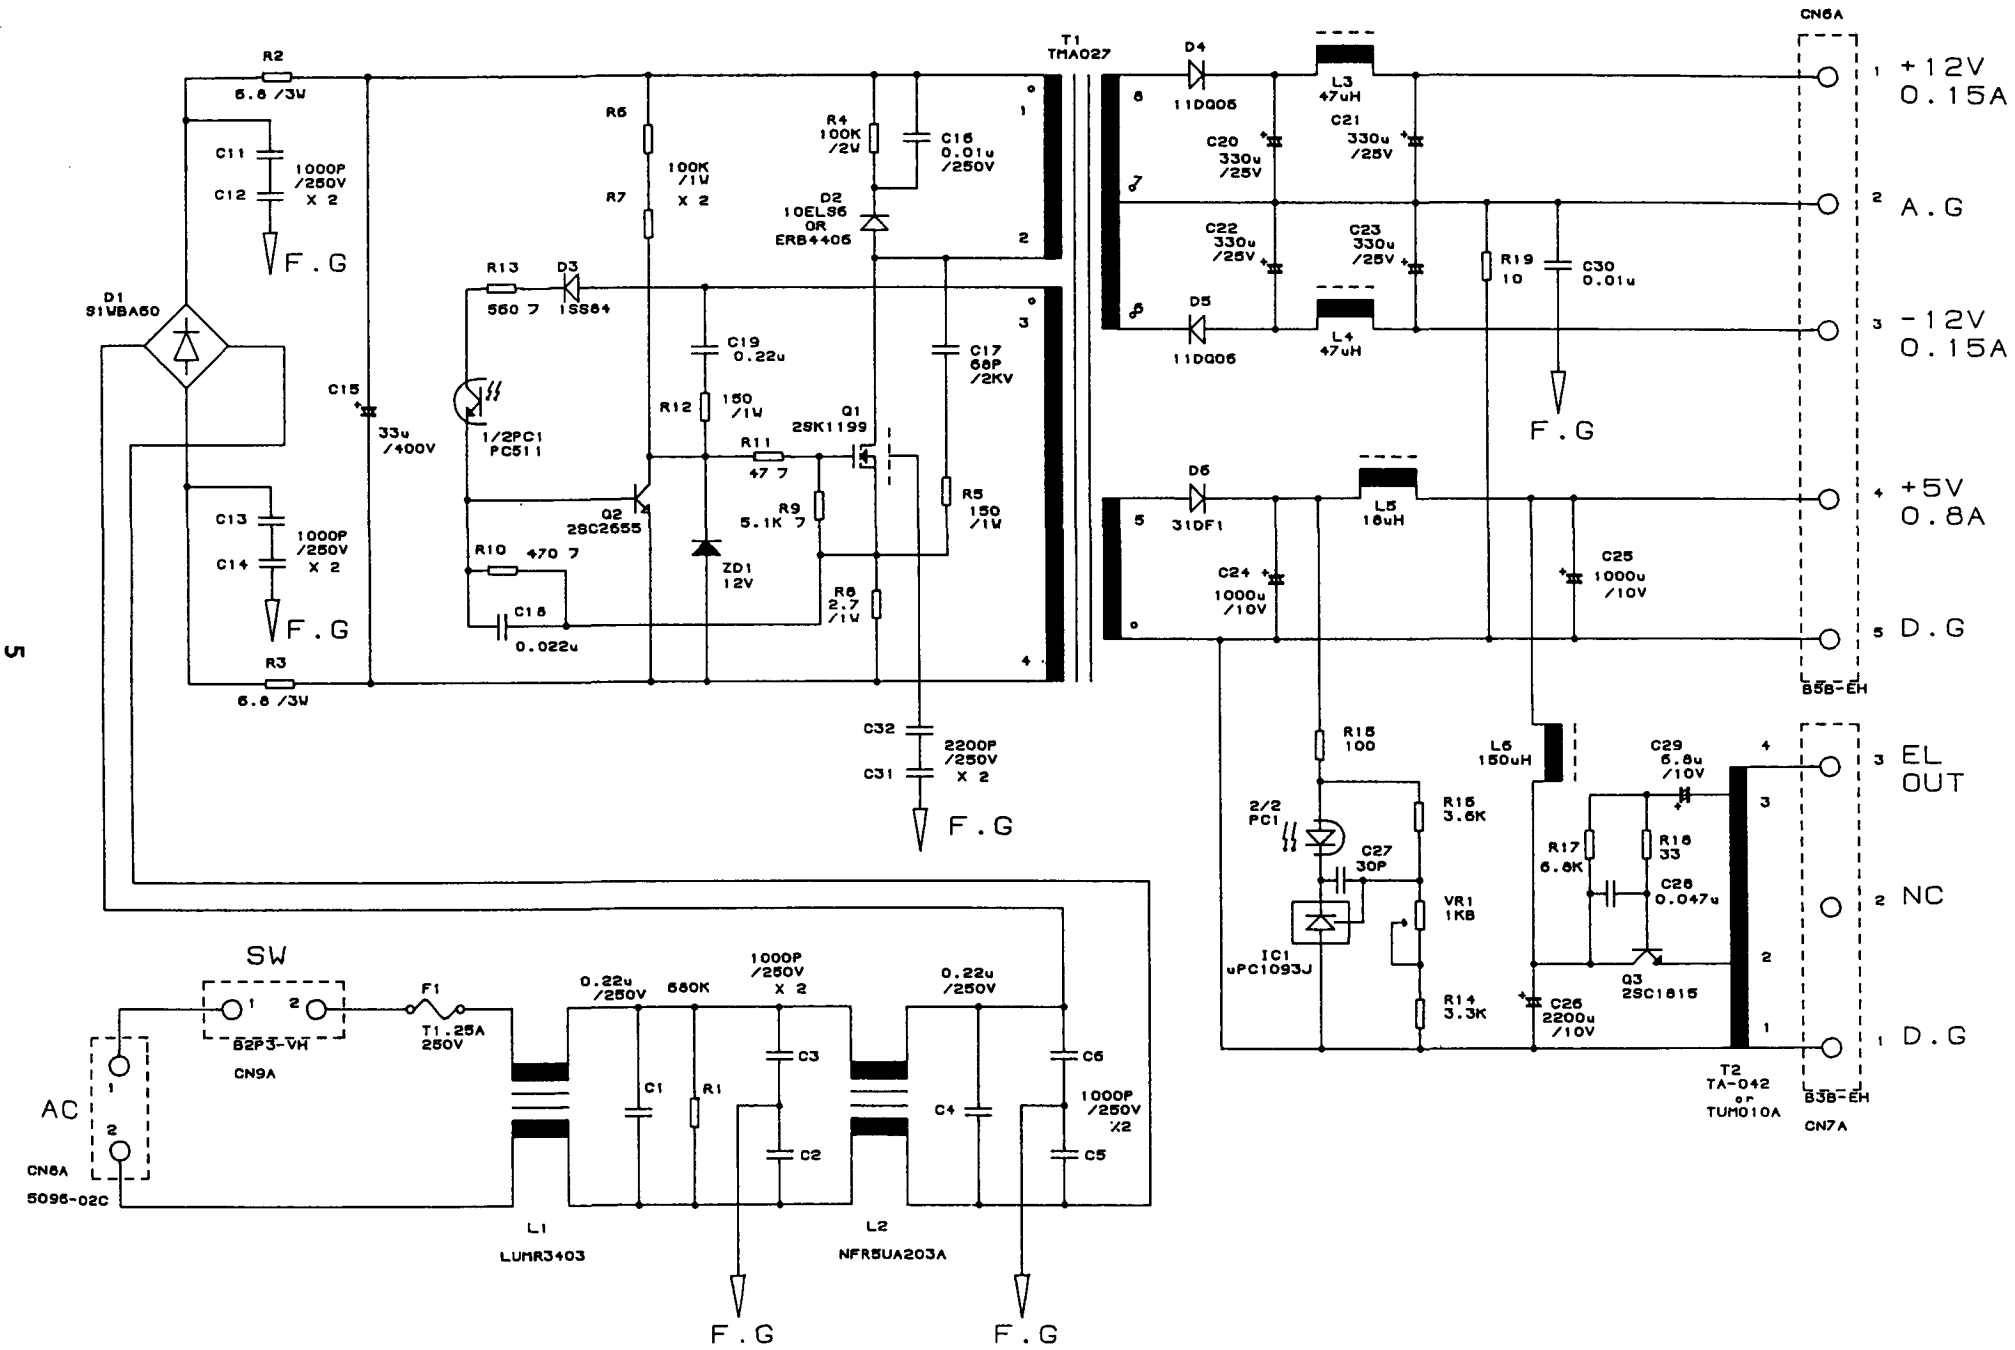 CN6A
T1
TMA027
R2
6.8/3W
C11
1000P
/250V
X 2
C12
F.G
D1
S1WBA60
C15
33u
/400V
C13
1000P
/250V
X 2
C14
F.G
R3
6.8/3W
R6
100K
/1W
X 2
R7
R4
100K
/2W
C16
0.01u
/250V
D2
10ELS6
OR
ERB4406
1
2
3
4
R13
560 フ
D3
1SS84
C19
0.22u
R12
150
/1W
1/2PC1
PC511
R11
47 フ
Q1
2SK1199
C17
68P
/2KV
R5
150
/1W
R9
5.1K フ
Q2
2SC2655
R10
470 フ
C18
0.022u
ZD1
12V
R8
2.7
/1W
C32
2200P
/250V
X 2
C31
F.G
8
7
6
5
D4
11DQ06
L3
47uH
C20
330u
/25V
C21
330u
/25V
C22
330u
/25V
C23
330u
/25V
D5
11DQ06
L4
47uH
R19
10
C30
0.01u
F.G
D6
31DF1
L5
16uH
C24
1000u
/10V
C25
1000u
/10V
1
+12V
0.15A
2
A.G
3
-12V
0.15A
4
+5V
0.8A
5
D.G
B5B-EH
5
R15
100
2/2
PC1
R16
3.6K
C27
30P
VR1
1KB
IC1
uPC1093J
R14
3.3K
L6
150uH
C29
6.8u
/10V
R17
6.8K
R18
33
C28
0.047u
Q3
2SC1815
C26
2200u
/10V
4
3
2
1
T2
TA-042
or
TUM010A
3
EL
OUT
2
NC
1
D.G
B3B-EH
CN7A
SW
1
2
B2P3-VH
CN9A
F1
T1.25A
250V
AC
1
2
CN8A
5096-02C
L1
LUMR3403
0.22u
/250V
C1
680K
R1
1000P
/250V
X 2
C3
C2
F.G
L2
NFR5UA203A
0.22u
/250V
C4
C6
1000P
/250V
X2
C5
F.G